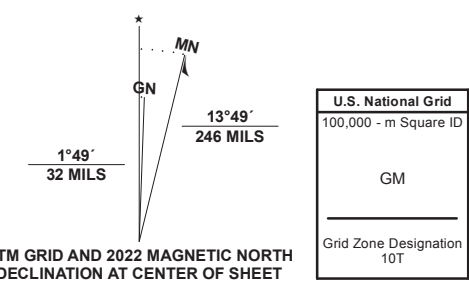 MN
GN
13°49´
246 MILS
1°49´
32 MILS
TM GRID AND 2022 MAGNETIC NORTH
DECLINATION AT CENTER OF SHEET
U.S. National Grid
100,000 - m Square ID
GM
Grid Zone Designation
10T